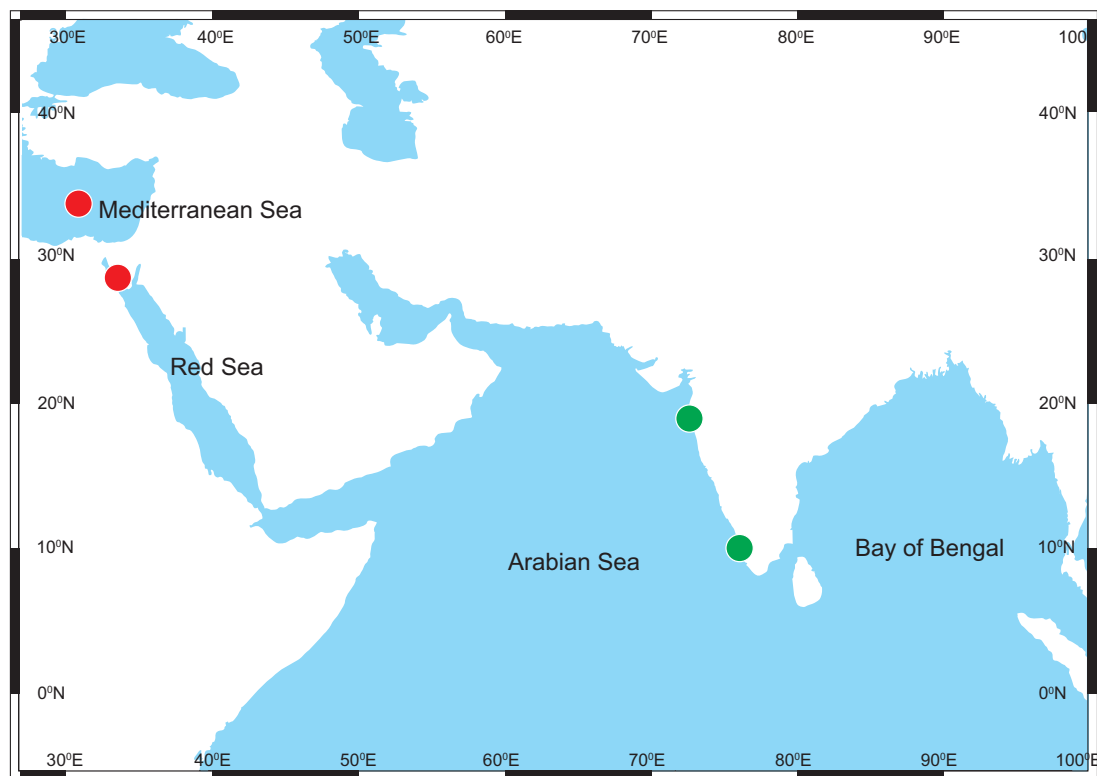 30⁰E 40⁰E 50⁰E 60⁰E 70⁰E 80⁰E 90⁰E 100⁰
40⁰N 40⁰N
Mediterranean Sea
30⁰N 30⁰N
Red Sea
20⁰N 20⁰N
10⁰N Arabian Sea Bay of Bengal 10⁰N
0⁰N 0⁰N
30⁰E 40⁰E 50⁰E 60⁰E 70⁰E 80⁰E 90⁰E 100⁰E